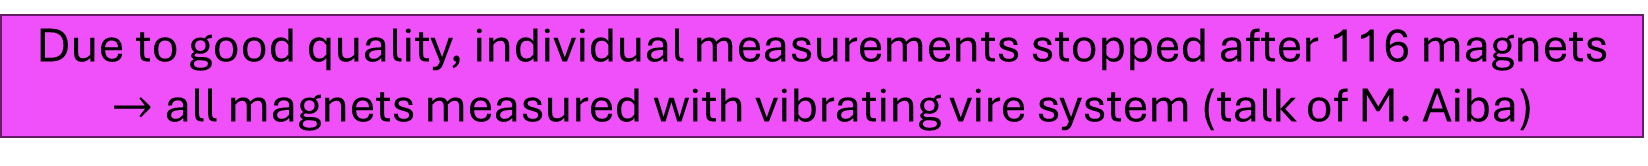 Due to good quality, individual measurements stopped after 116 magnets
→ all magnets measured with vibrating vire system (talk of M. Aiba)